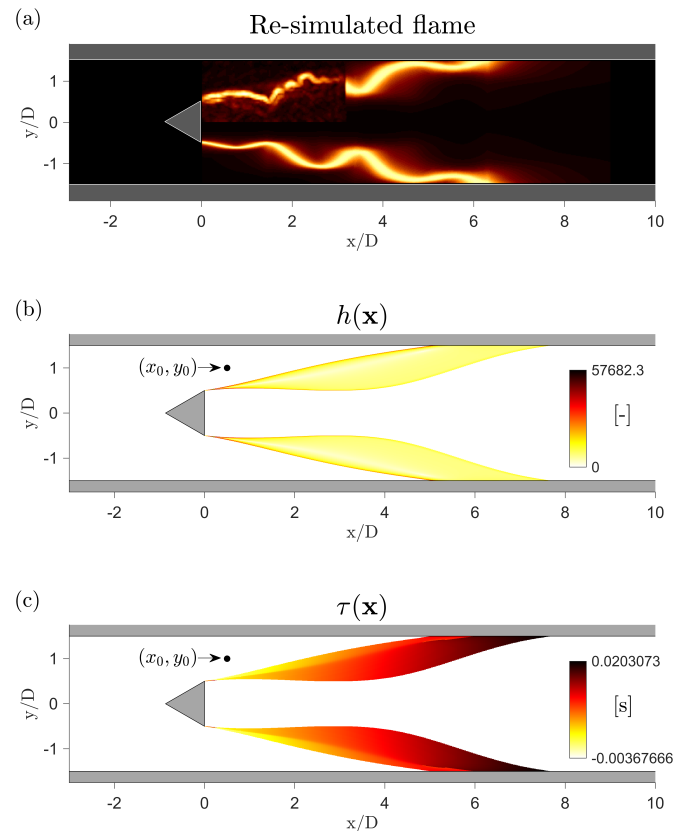 (a)
Re-simulated flame
y/D
1
0
-1
-2 0 2 4 6 8 10
x/D
(b)
h(𝐱)
y/D
1
0
-1
(x₀, y₀)
57682.3
[-]
0
-2 0 2 4 6 8 10
x/D
(c)
τ(𝐱)
y/D
1
0
-1
(x₀, y₀)
0.0203073
[s]
-0.00367666
-2 0 2 4 6 8 10
x/D